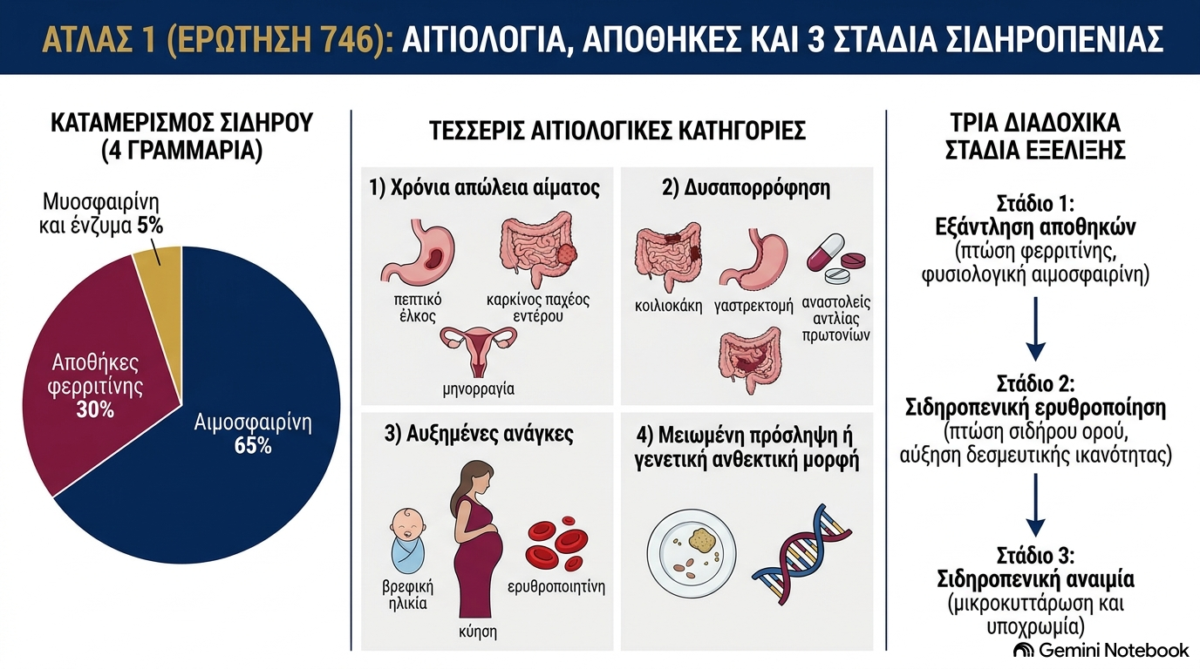 ΑΤΛΑΣ 1 (ΕΡΩΤΗΣΗ 746): ΑΙΤΙΟΛΟΓΙΑ, ΑΠΟΘΗΚΕΣ ΚΑΙ 3 ΣΤΑΔΙΑ ΣΙΔΗΡΟΠΕΝΙΑΣ
ΚΑΤΑΜΕΡΙΣΜΟΣ ΣΙΔΗΡΟΥ
(4 ΓΡΑΜΜΑΡΙΑ)
Μυοσφαιρίνη
και ένζυμα 5%
Αποθήκες
φερριτίνης
30%
Αιμοσφαιρίνη
65%
ΤΕΣΣΕΡΙΣ ΑΙΤΙΟΛΟΓΙΚΕΣ ΚΑΤΗΓΟΡΙΕΣ
1) Χρόνια απώλεια αίματος
πεπτικό
έλκος
καρκίνος παχέος
εντέρου
μηνορραγία
2) Δυσαπορρόφηση
κοιλιοκάκη
γαστρεκτομή
αναστολείς
αντλίας
πρωτονίων
3) Αυξημένες ανάγκες
βρεφική
ηλικία
κύηση
ερυθροποιητίνη
4) Μειωμένη πρόσληψη ή
γενετική ανθεκτική μορφή
ΤΡΙΑ ΔΙΑΔΟΧΙΚΑ
ΣΤΑΔΙΑ ΕΞΕΛΙΞΗΣ
Στάδιο 1:
Εξάντληση αποθηκών
(πτώση φερριτίνης,
φυσιολογική αιμοσφαιρίνη)
Στάδιο 2:
Σιδηροπενική ερυθροποίηση
(πτώση σιδήρου ορού,
αύξηση δεσμευτικής ικανότητας)
Στάδιο 3:
Σιδηροπενική αναιμία
(μικροκυττάρωση και
υποχρωμία)
Gemini Notebook